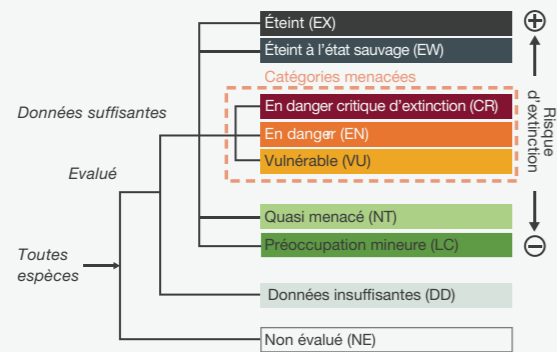 Éteint (EX)
Éteint à l'état sauvage (EW)
Catégories menacées
Données suffisantes
En danger critique d'extinction (CR)
En danger (EN)
Vulnérable (VU)
Evalué
Quasi menacé (NT)
Préoccupation mineure (LC)
Toutes
espèces
Données insuffisantes (DD)
Non évalué (NE)
+
Risque
d'extinction
−